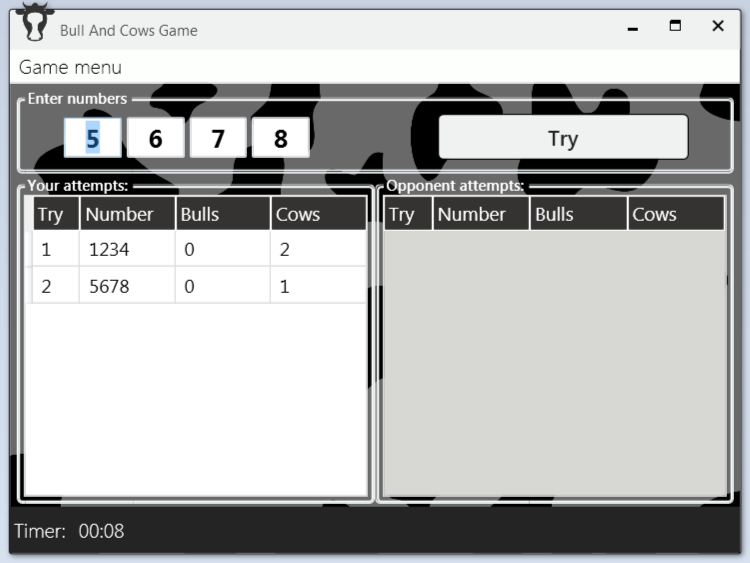 Bull And Cows Game
Game menu
Enter numbers
5 6 7 8 Try
Your attempts: Opponent attempts:
Try Number Bulls Cows Try Number Bulls Cows
1 1234 0 2
2 5678 0 1
Timer: 00:08